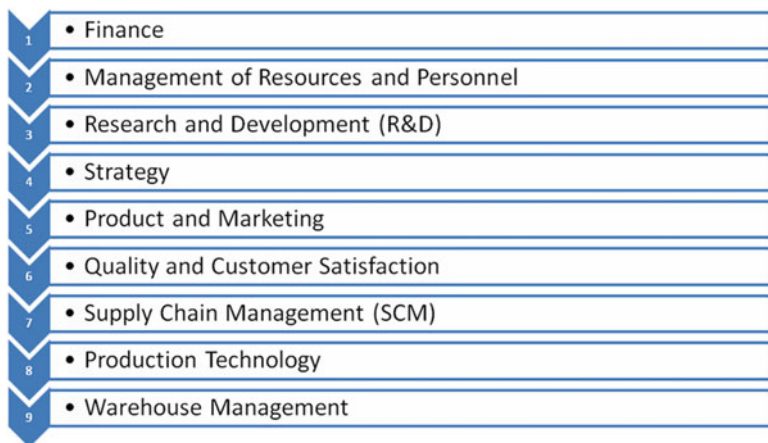 1 • Finance
2 • Management of Resources and Personnel
3 • Research and Development (R&D)
4 • Strategy
5 • Product and Marketing
6 • Quality and Customer Satisfaction
7 • Supply Chain Management (SCM)
8 • Production Technology
9 • Warehouse Management